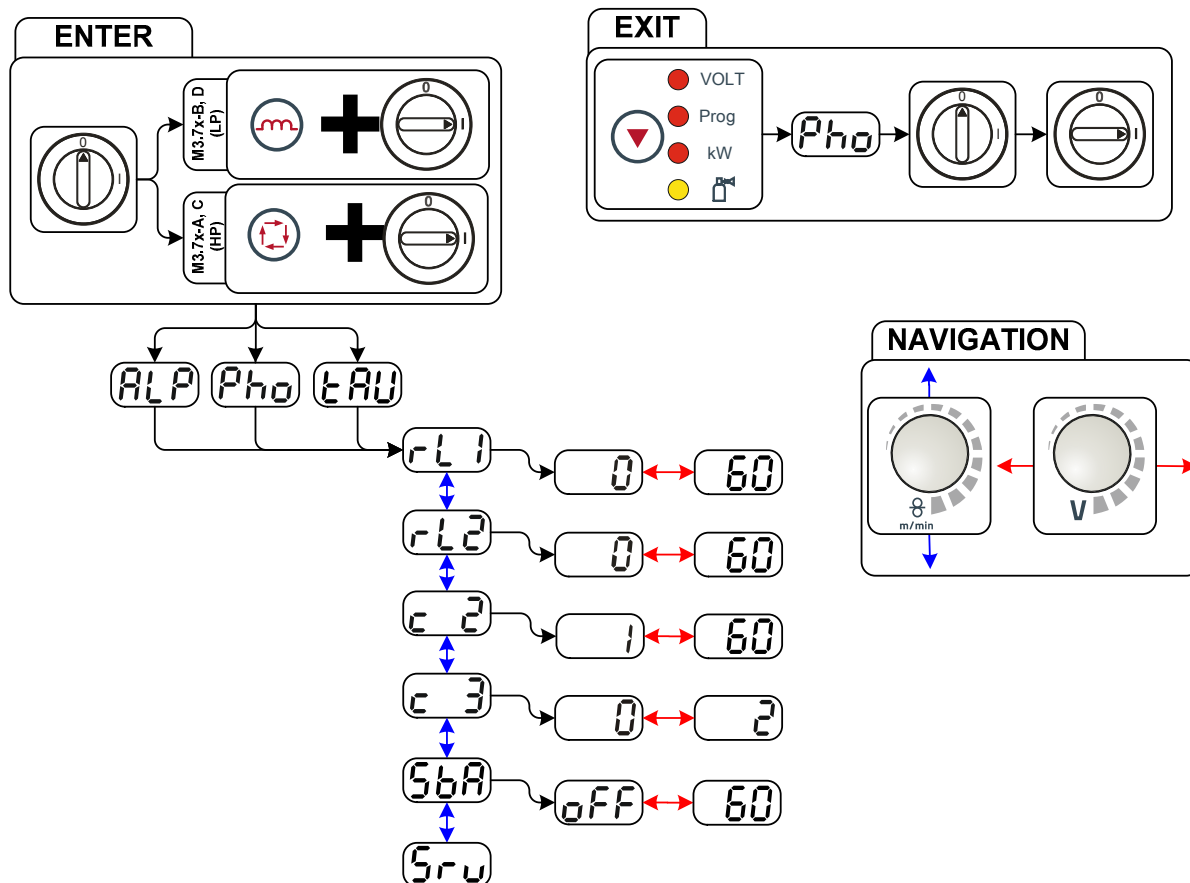 ENTER
M3.7x-B, D
(LP)
0
I
0
I
M3.7x-A, C
(HP)
0
I
EXIT
VOLT
Prog
kW
Pho
0
I
0
I
ALP
Pho
tAU
NAVIGATION
m/min
V
rL1
0
60
rL2
0
60
c 2
1
60
c 3
0
2
SbA
oFF
60
Srv